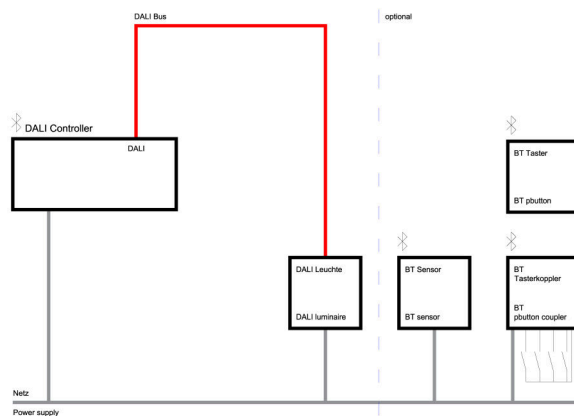 DALI Bus
optional
DALI Controller
DALI
BT Taster
BT pbutton
DALI Leuchte
DALI luminaire
BT Sensor
BT sensor
BT
Tasterkoppler
BT
pbutton coupler
Netz
Power supply